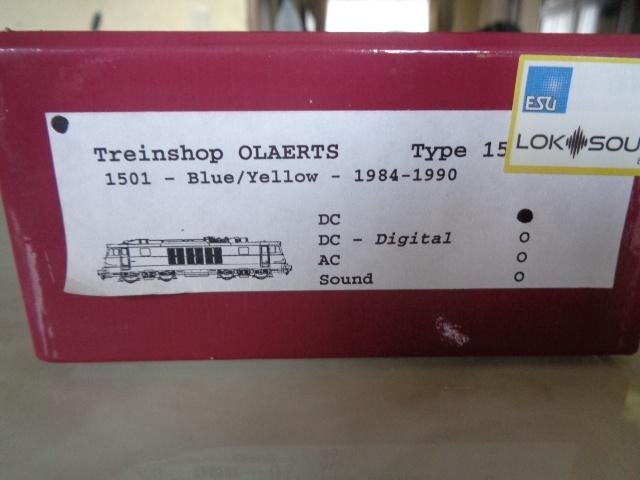 ESU
LOK SOU
Treinshop OLAERTS Type 15
1501 - Blue/Yellow - 1984-1990
DC
DC - Digital
AC
Sound